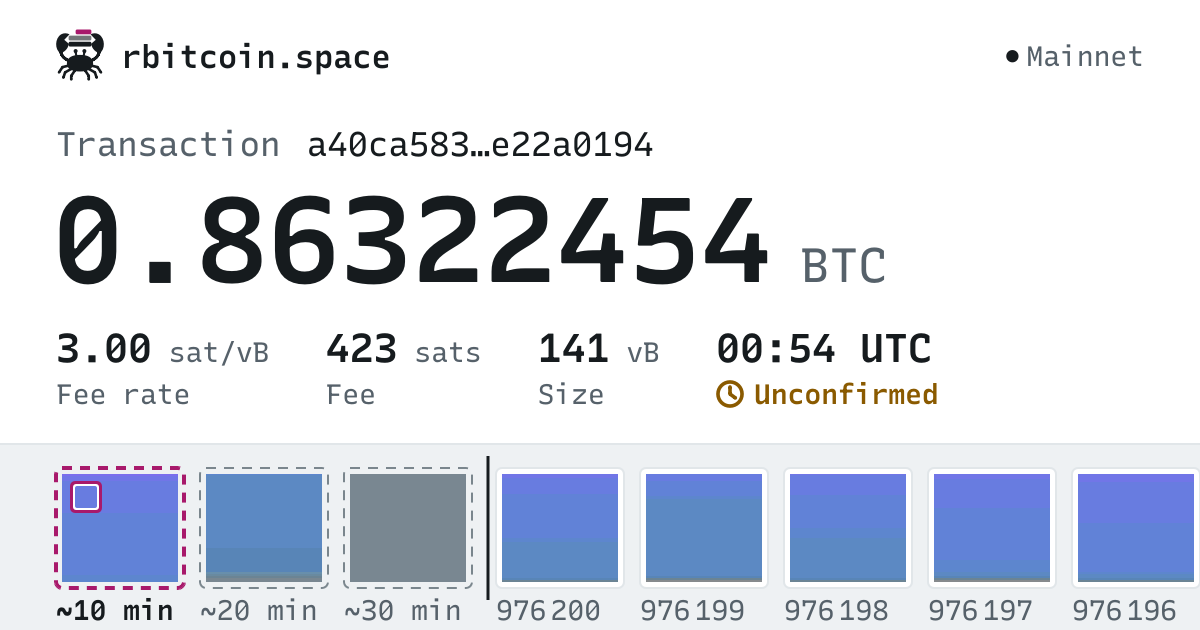 rbitcoin.space
Mainnet
Transaction a40ca583…e22a0194
0.86322454 BTC
3.00 sat/vB 423 sats 141 vB 00:54 UTC
Fee rate Fee Size Unconfirmed
~10 min ~20 min ~30 min 976200 976199 976198 976197 976196